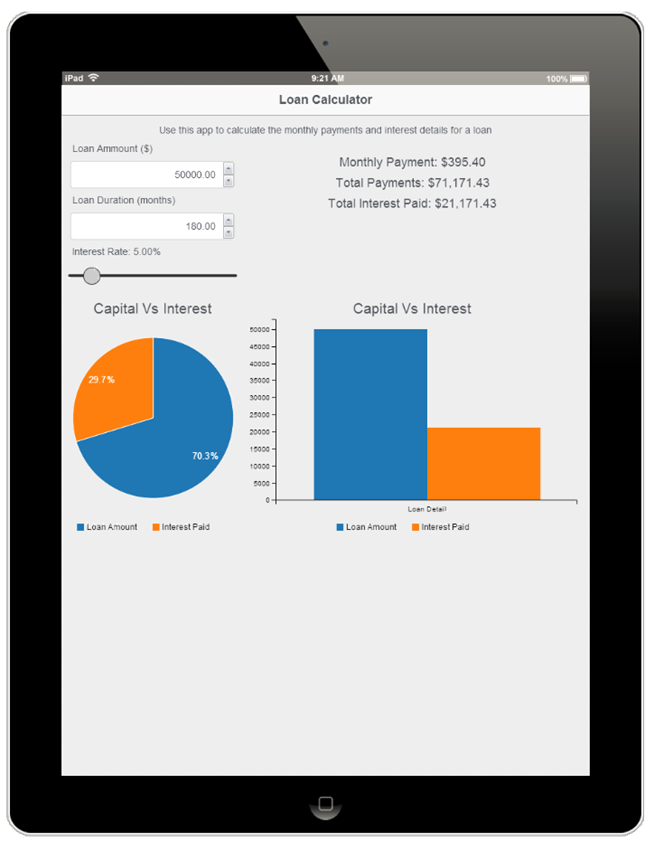 iPad 9:21 AM 100%
Loan Calculator
Use this app to calculate the monthly payments and interest details for a loan
Loan Ammount ($)
50000.00
Loan Duration (months)
180.00
Interest Rate: 5.00%
Monthly Payment: $395.40
Total Payments: $71,171.43
Total Interest Paid: $21,171.43
Capital Vs Interest
29.7%
70.3%
Loan Amount Interest Paid
Capital Vs Interest
50000
45000
40000
35000
30000
25000
20000
15000
10000
5000
0
Loan Detail
Loan Amount Interest Paid